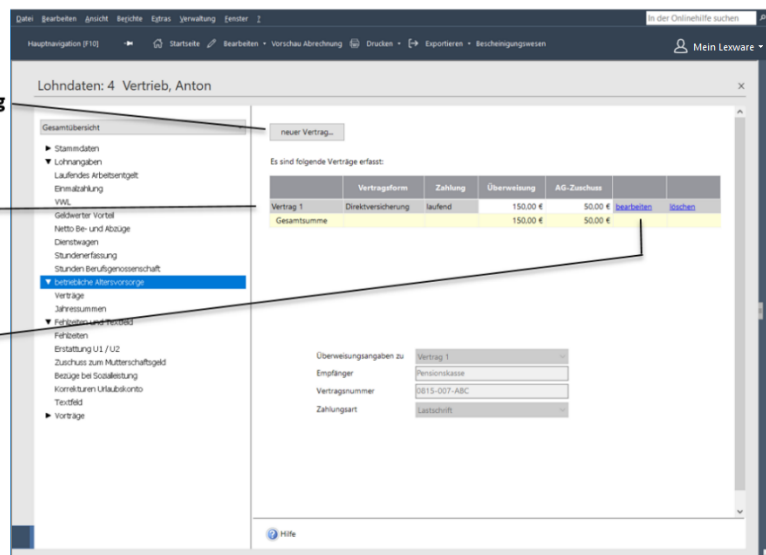 Datei Bearbeiten Ansicht Berichte Extras Verwaltung Fenster ?
In der Onlinehilfe suchen
Hauptnavigation [F10] Startseite Bearbeiten Vorschau Abrechnung Drucken Exportieren Bescheinigungswesen
Mein Lexware
Lohndaten: 4 Vertrieb, Anton
g
Gesamtübersicht
Stammdaten
Lohnangaben
Laufendes Arbeitsentgelt
Einmalzahlung
VWL
Geldwerter Vorteil
Netto Be- und Abzüge
Dienstwagen
Stundenerfassung
Stunden Berufsgenossenschaft
betriebliche Altersvorsorge
Verträge
Jahressummen
Fehlzeiten und Textfeld
Fehlzeiten
Erstattung U1 / U2
Zuschuss zum Mutterschaftsgeld
Bezüge bei Sozialleistung
Korrekturen Urlaubskonto
Textfeld
Vorträge
neuer Vertrag...
Es sind folgende Verträge erfasst:
Vertragsform Zahlung Überweisung AG-Zuschuss
Vertrag 1 Direktversicherung laufend 150,00 € 50,00 € bearbeiten löschen
Gesamtsumme 150,00 € 50,00 €
Überweisungsangaben zu Vertrag 1
Empfänger Pensionskasse
Vertragsnummer 0815-007-ABC
Zahlungsart Lastschrift
Hilfe